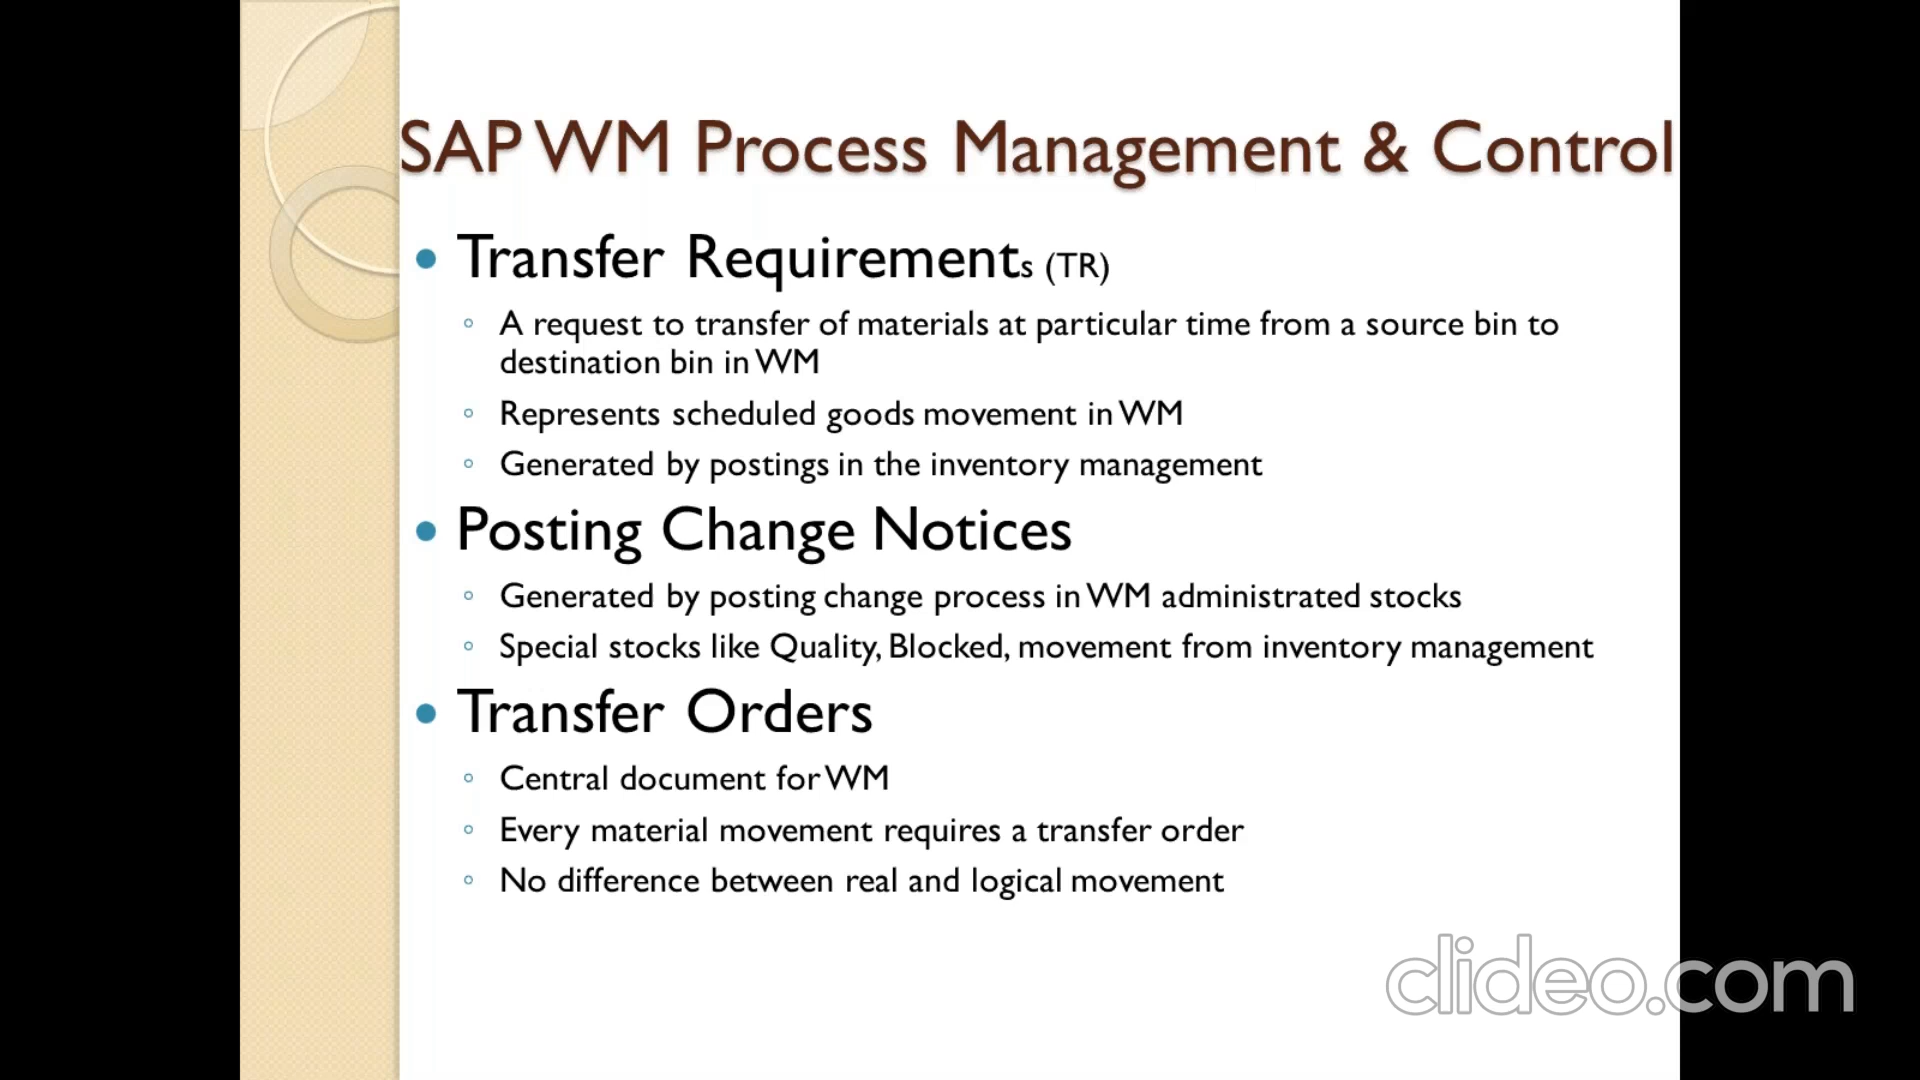 SAP WM Process Management & Control
• Transfer Requirements (TR)
◦ A request to transfer of materials at particular time from a source bin to
destination bin in WM
◦ Represents scheduled goods movement in WM
◦ Generated by postings in the inventory management
• Posting Change Notices
◦ Generated by posting change process in WM administrated stocks
◦ Special stocks like Quality, Blocked, movement from inventory management
• Transfer Orders
◦ Central document for WM
◦ Every material movement requires a transfer order
◦ No difference between real and logical movement
clideo.com